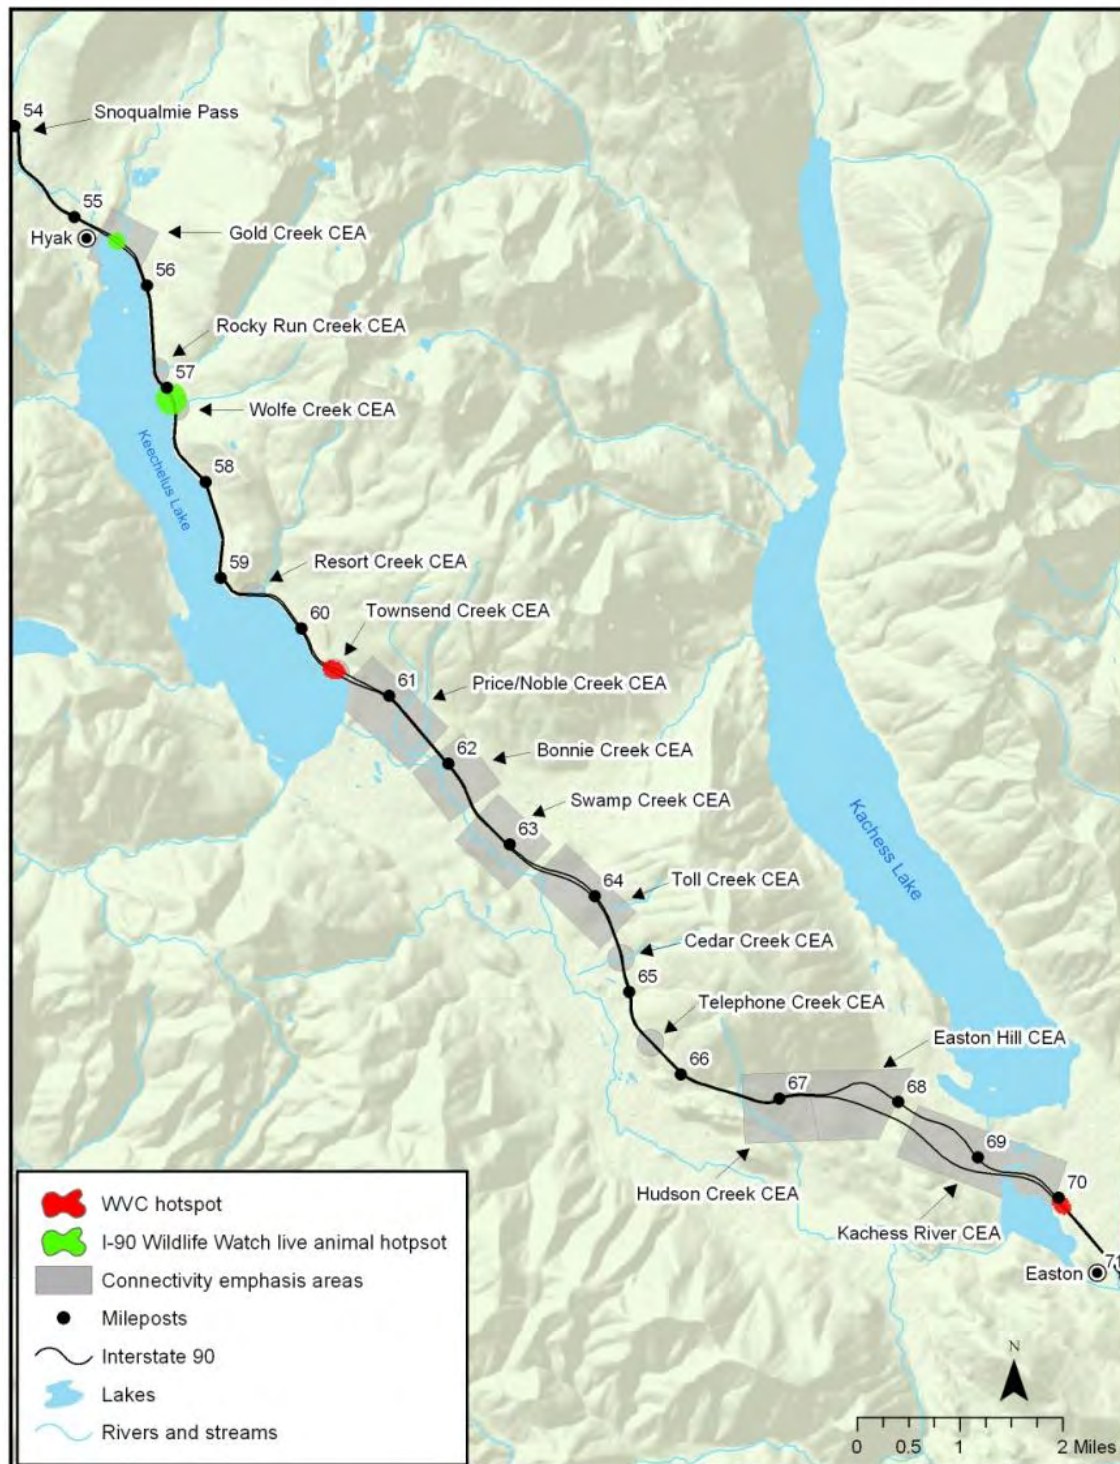 54
Snoqualmie Pass
55
Hyak
Gold Creek CEA
56
Rocky Run Creek CEA
57
Wolfe Creek CEA
Keechelus Lake
58
59
Resort Creek CEA
60
Townsend Creek CEA
61
Price/Noble Creek CEA
62
Bonnie Creek CEA
Swamp Creek CEA
63
Kachess Lake
64
Toll Creek CEA
Cedar Creek CEA
65
Telephone Creek CEA
Easton Hill CEA
66
67
68
69
Hudson Creek CEA
70
Kachess River CEA
71
Easton
WVC hotspot
I-90 Wildlife Watch live animal hotpsot
Connectivity emphasis areas
Mileposts
Interstate 90
Lakes
Rivers and streams
N
0 0.5 1 2 Miles